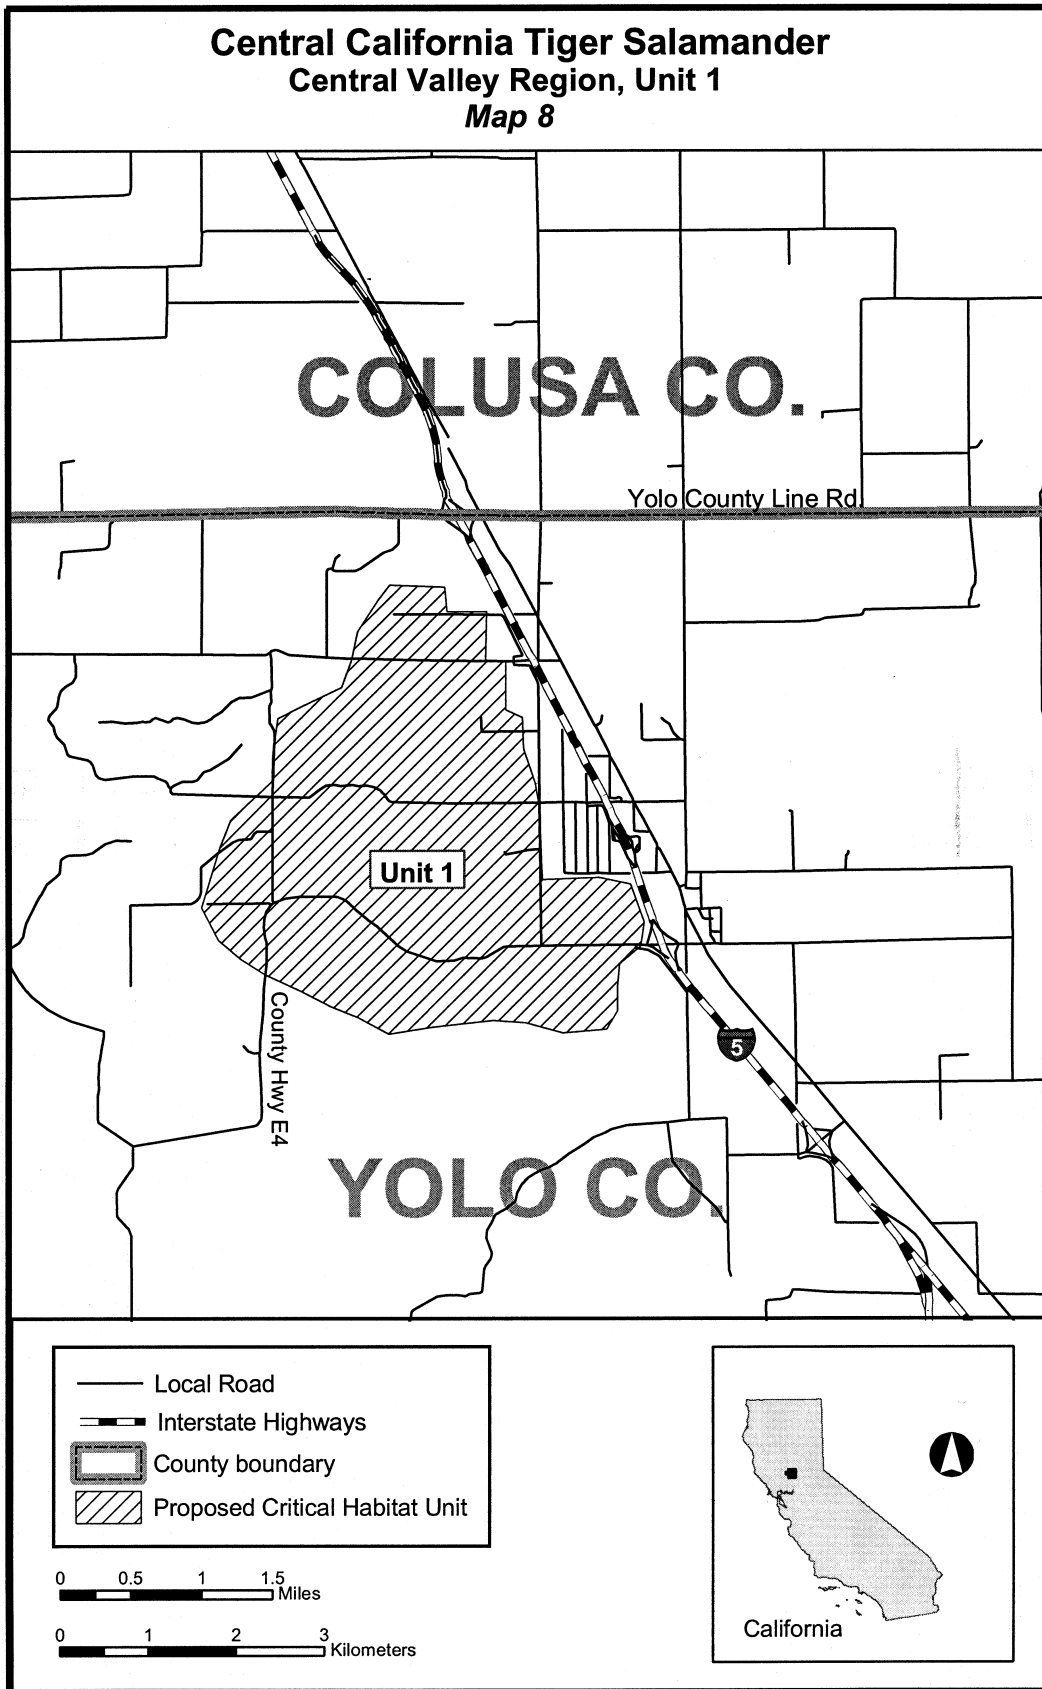 Central California Tiger Salamander
Central Valley Region, Unit 1
Map 8
COLUSA CO.
Yolo County Line Rd.
Unit 1
County Hwy E4
5
YOLO CO.
Local Road
Interstate Highways
County boundary
Proposed Critical Habitat Unit
0 0.5 1 1.5
Miles
0 1 2 3
Kilometers
California